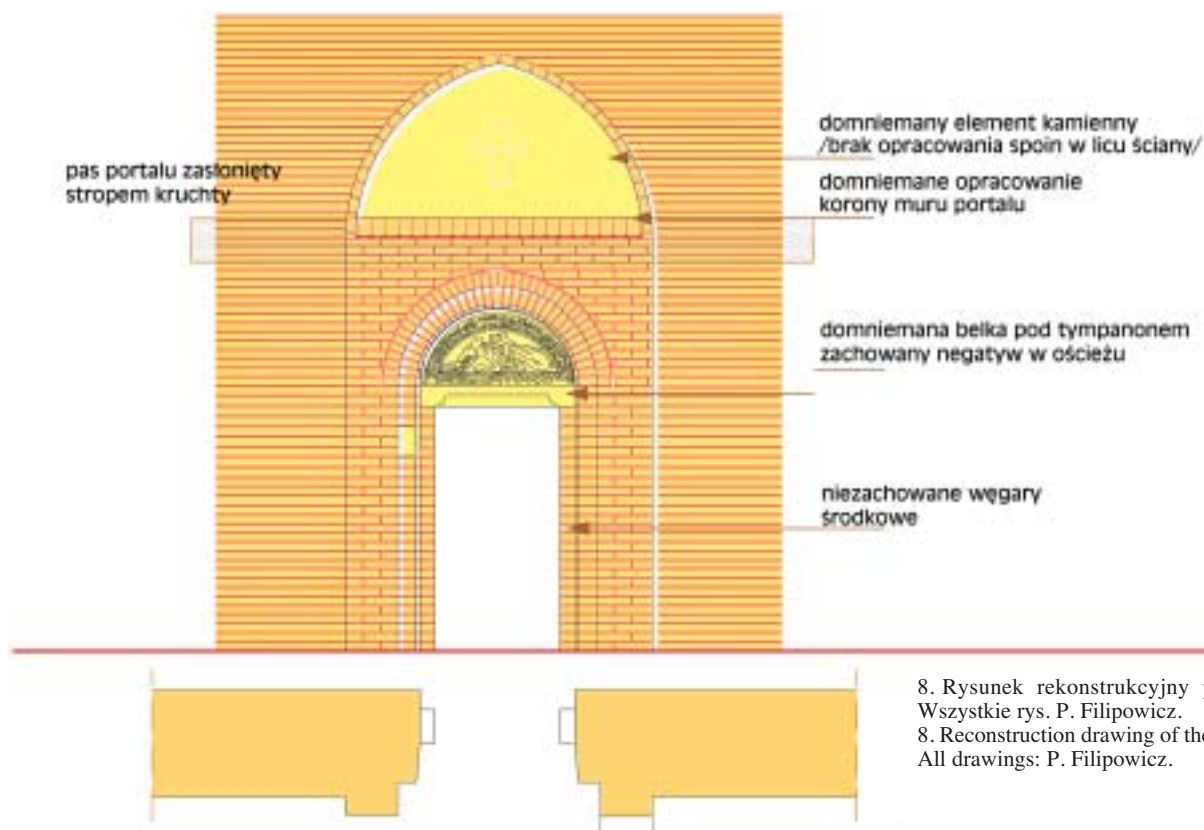 pas portalu zasłonięty
stropem kruchty
domniemany element kamienny
/brak opracowania spoin w licu ściany/
domniemane opracowanie
korony muru portalu
domniemana belka pod tympanonem
zachowany negatyw w ościeżu
niezachowane węgary
środkowe
8. Rysunek rekonstrukcyjny
Wszystkie rys. P. Filipowicz.
8. Reconstruction drawing of the
All drawings: P. Filipowicz.